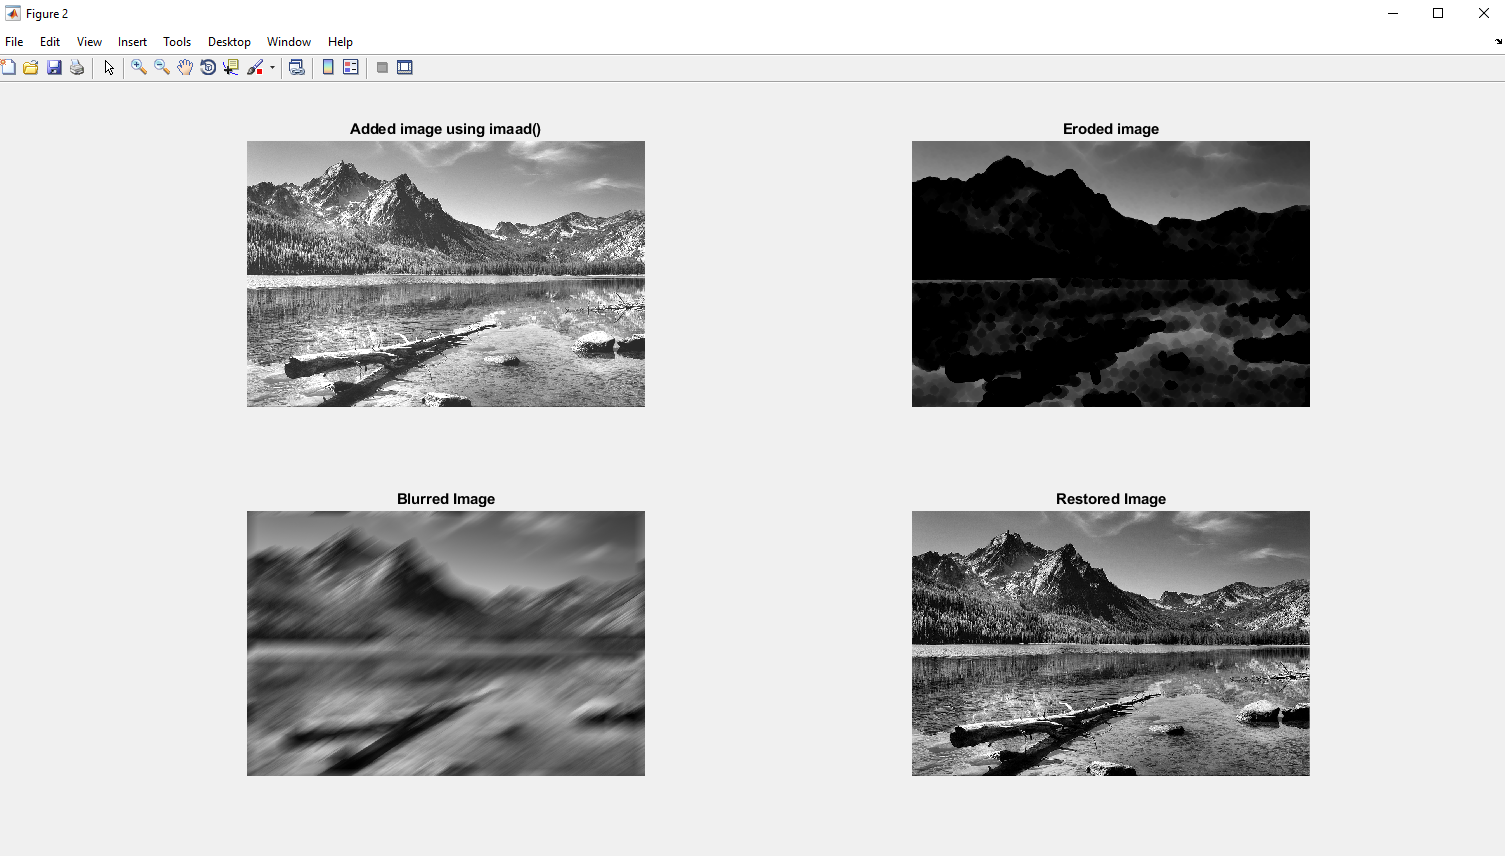 Figure 2
File Edit View Insert Tools Desktop Window Help
Added image using imaad()
Eroded image
Blurred Image
Restored Image